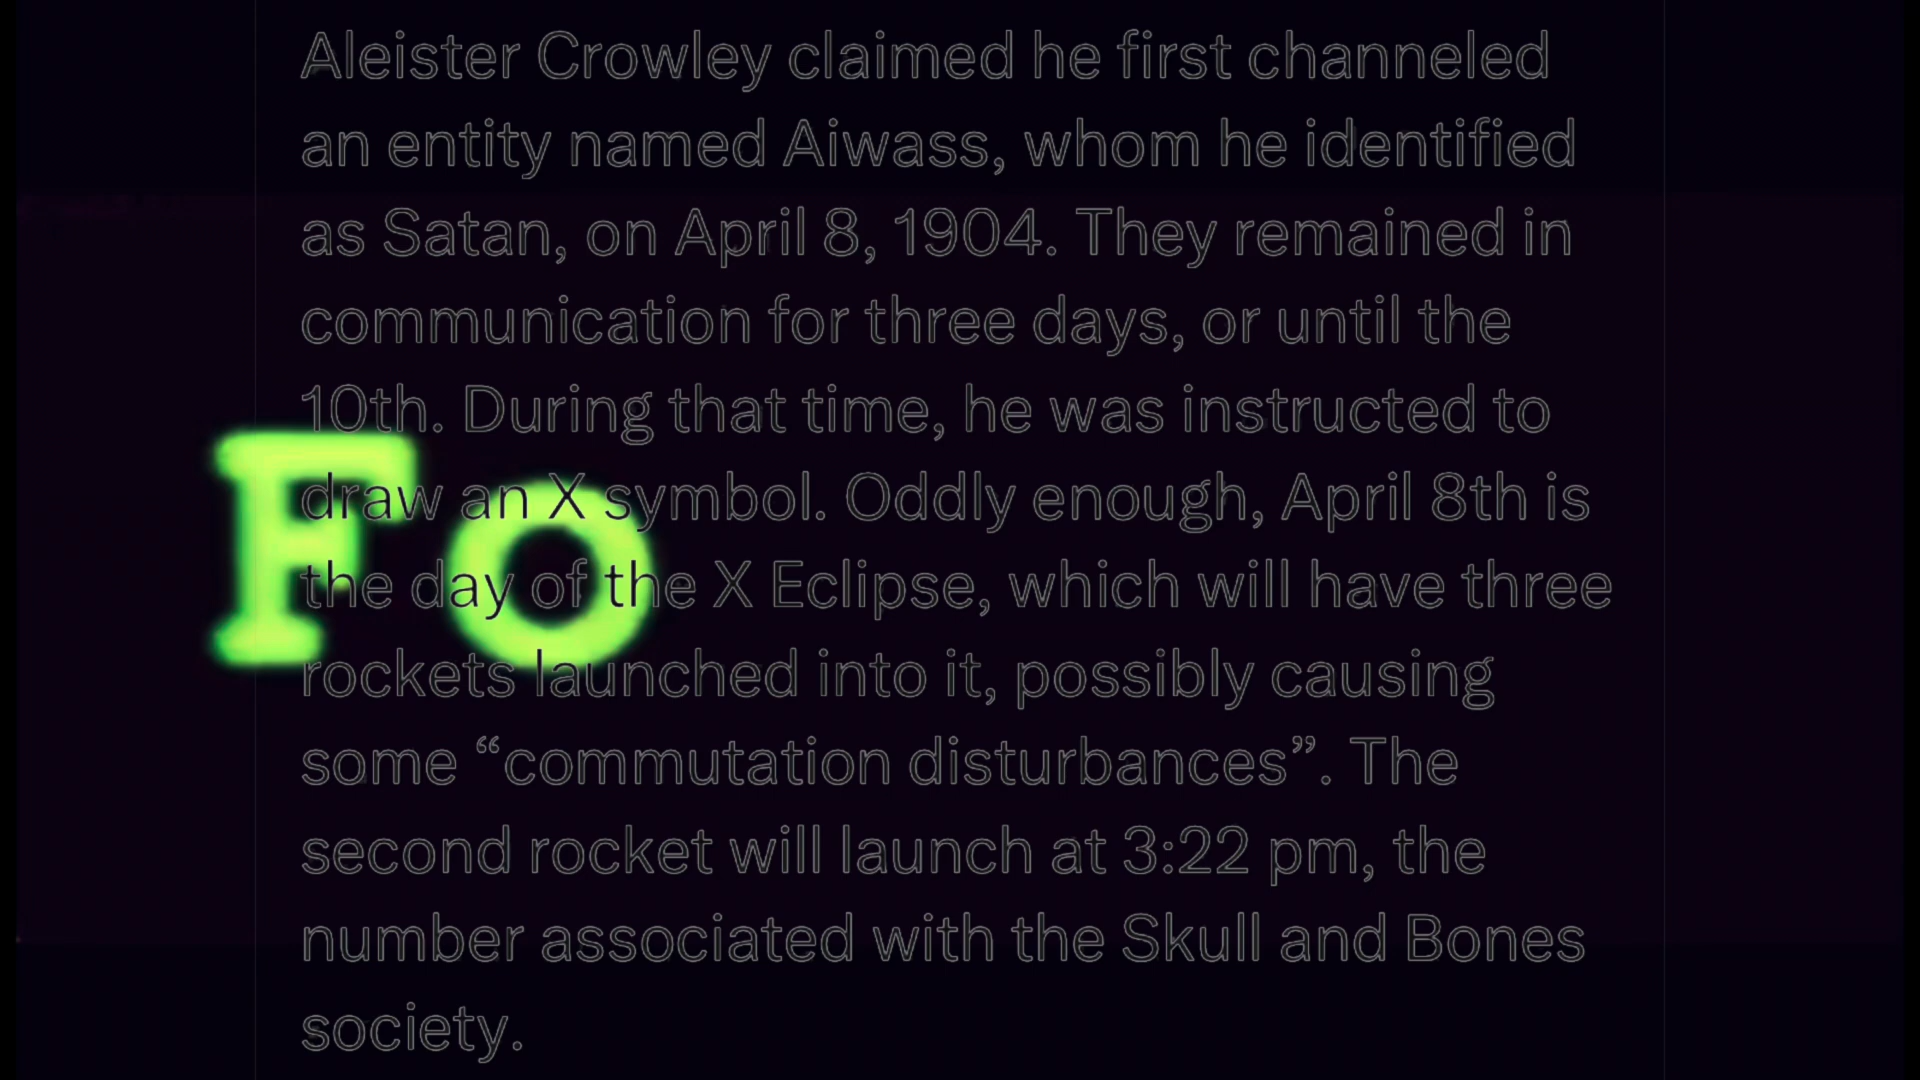 Aleister Crowley claimed he first channeled
an entity named Aiwass, whom he identified
as Satan, on April 8, 1904. They remained in
communication for three days, or until the
10th. During that time, he was instructed to
draw an X symbol. Oddly enough, April 8th is
the day of the X Eclipse, which will have three
rockets launched into it, possibly causing
some “commutation disturbances”. The
second rocket will launch at 3:22 pm, the
number associated with the Skull and Bones
society.
Fo